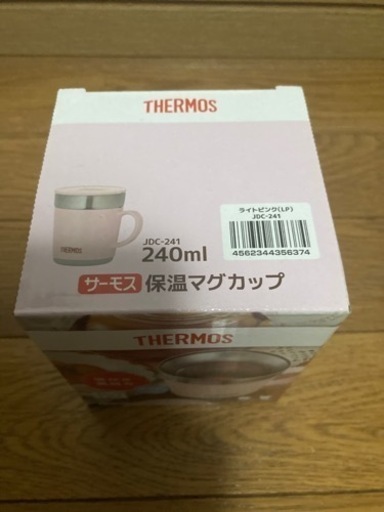 THERMOS
ライトピンク(LP)
JDC-241
4562344356374
THERMOS
JDC-241
240ml
サーモス 保温マグカップ
THERMOS